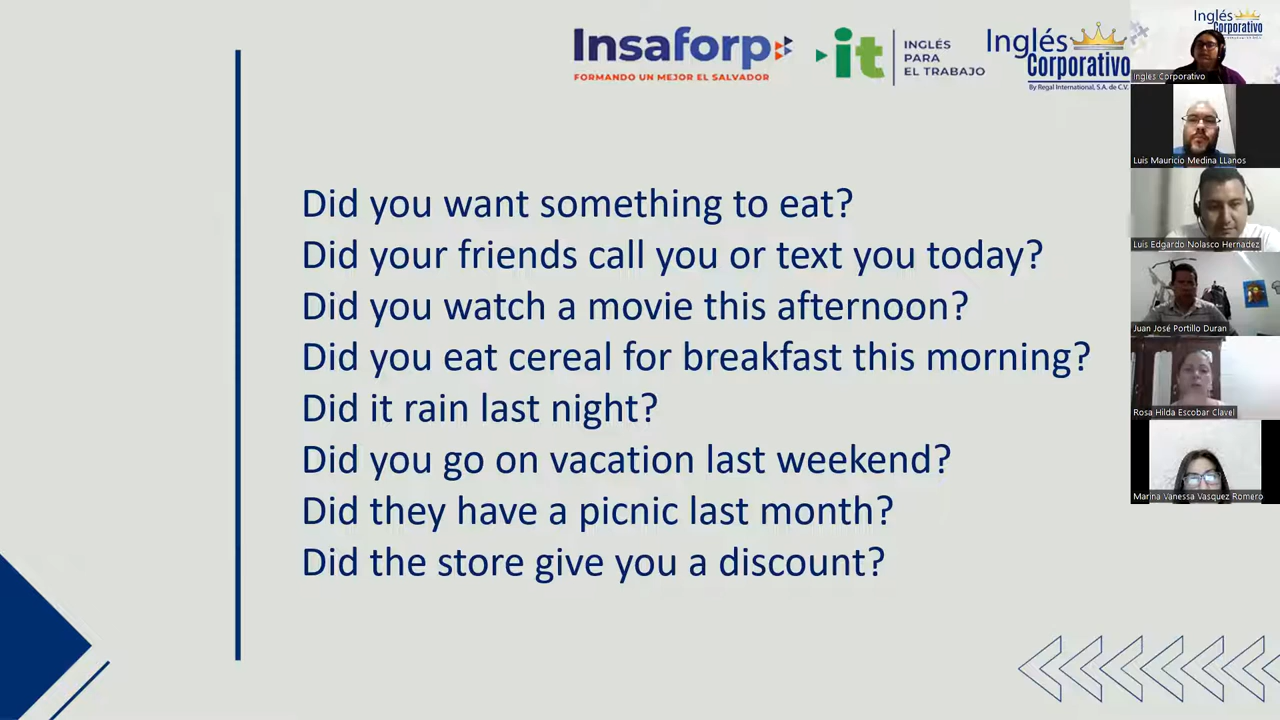 Insaforp
FORMANDO UN MEJOR EL SALVADOR
it
INGLÉS
PARA
EL TRABAJO
Inglés
Corporativo
By Regal International, S.A. de C.V.
Inglés
Corporativo
Ingles Corporativo
Luis Mauricio Medina LLanos
Luis Edgardo Nolasco Hernadez
Juan José Portillo Duran
Rosa Hilda Escobar Clavel
Marina Vanessa Vasquez Romero
Did you want something to eat?
Did your friends call you or text you today?
Did you watch a movie this afternoon?
Did you eat cereal for breakfast this morning?
Did it rain last night?
Did you go on vacation last weekend?
Did they have a picnic last month?
Did the store give you a discount?